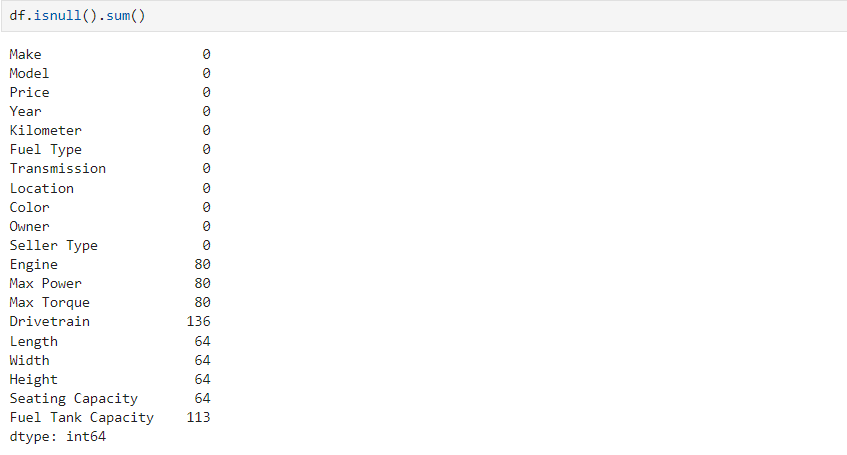 df.isnull().sum()
Make 0
Model 0
Price 0
Year 0
Kilometer 0
Fuel Type 0
Transmission 0
Location 0
Color 0
Owner 0
Seller Type 0
Engine 80
Max Power 80
Max Torque 80
Drivetrain 136
Length 64
Width 64
Height 64
Seating Capacity 64
Fuel Tank Capacity 113
dtype: int64